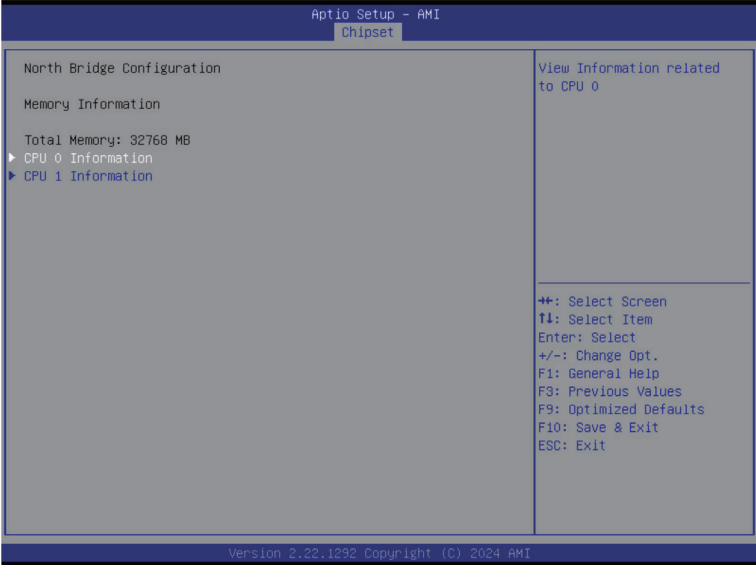 Aptio Setup - AMI
Chipset
North Bridge Configuration
Memory Information
Total Memory: 32768 MB
CPU 0 Information
CPU 1 Information
View Information related
to CPU 0
→←: Select Screen
↑↓: Select Item
Enter: Select
+/-: Change Opt.
F1: General Help
F3: Previous Values
F9: Optimized Defaults
F10: Save & Exit
ESC: Exit
Version 2.22.1292 Copyright (C) 2024 AMI